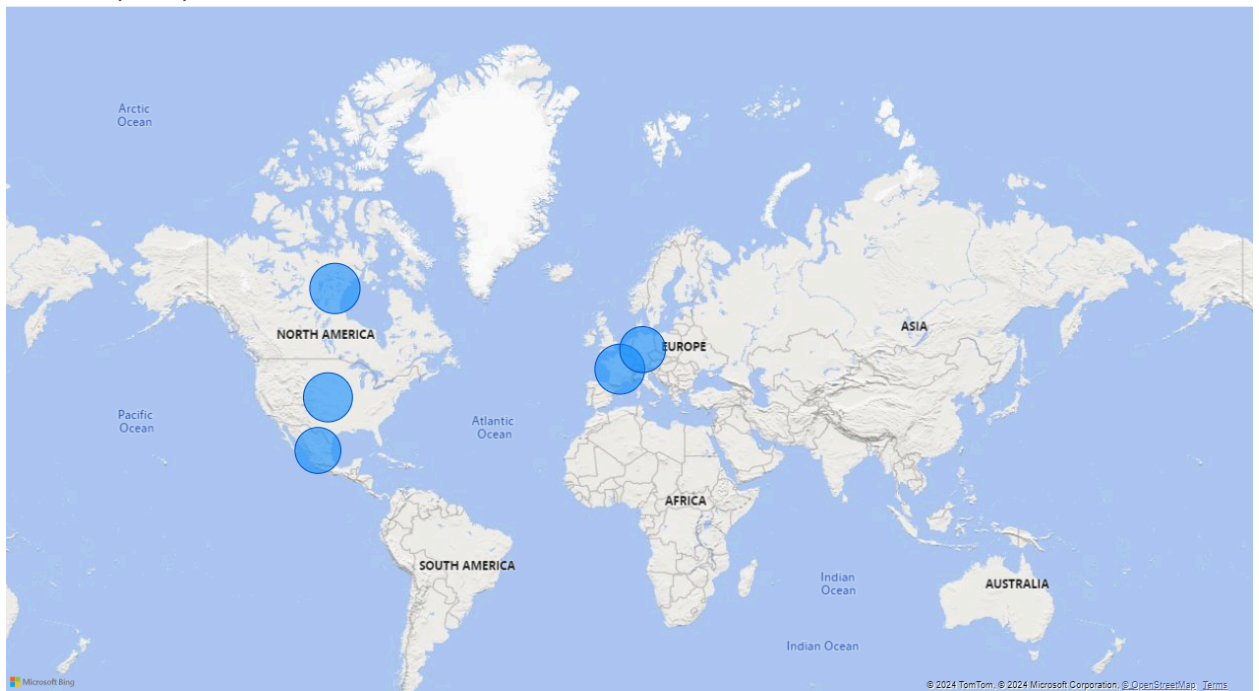 Arctic
Ocean
NORTH AMERICA
EUROPE
ASIA
Pacific
Ocean
Atlantic
Ocean
AFRICA
SOUTH AMERICA
Indian
Ocean
AUSTRALIA
Indian Ocean
Microsoft Bing
© 2024 TomTom, © 2024 Microsoft Corporation, © OpenStreetMap Terms